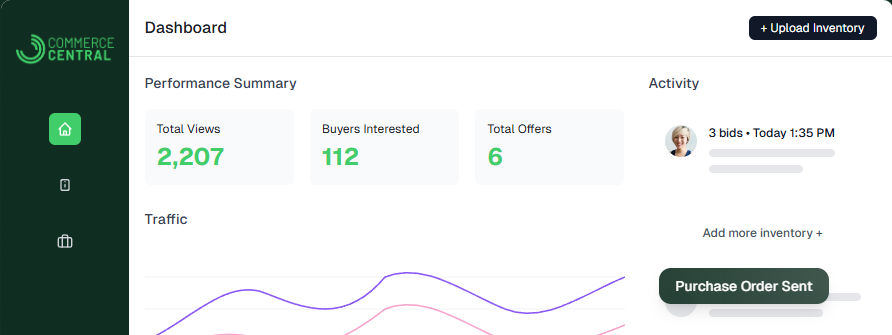 COMMERCE
CENTRAL
Dashboard
+ Upload Inventory
Performance Summary
Total Views
2,207
Buyers Interested
112
Total Offers
6
Traffic
Activity
3 bids • Today 1:35 PM
Add more inventory +
Purchase Order Sent